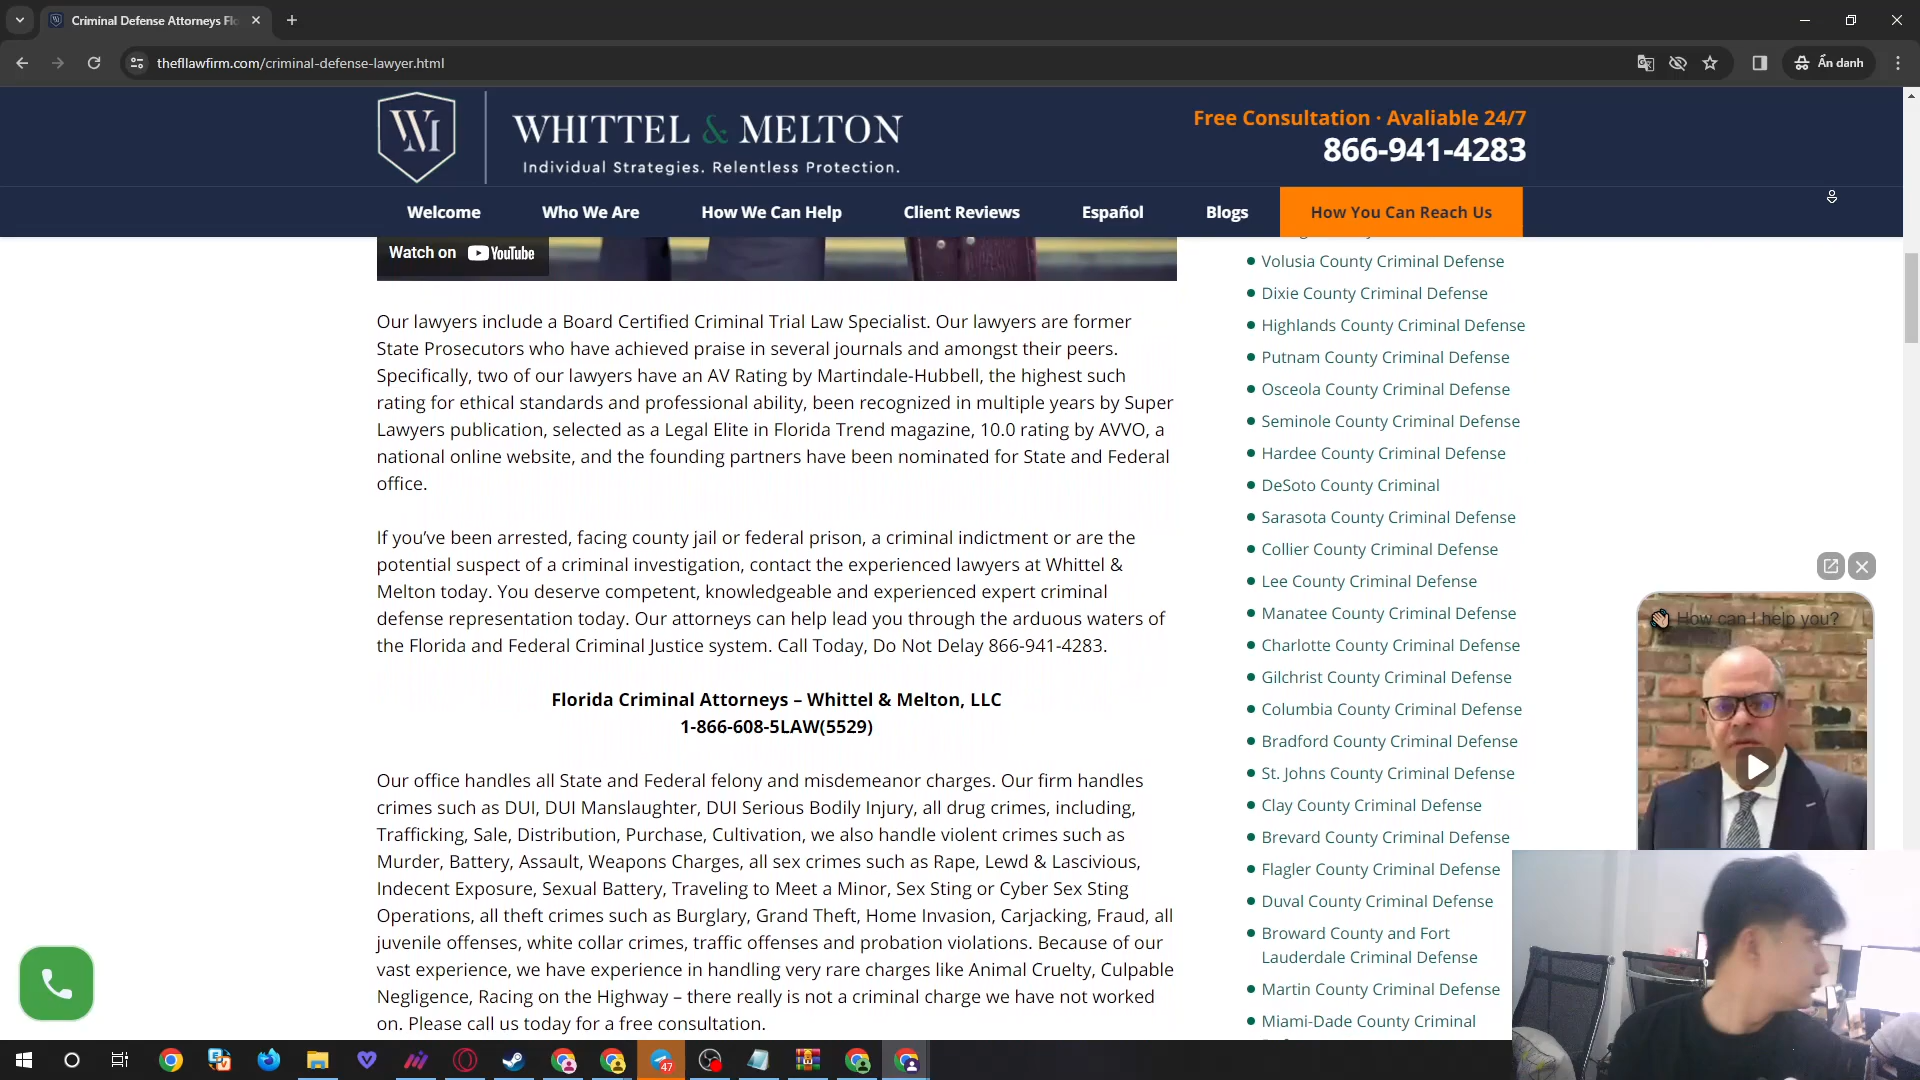 Criminal Defense Attorneys Flo
thefllawfirm.com/criminal-defense-lawyer.html
Ẩn danh
WM
WHITTEL & MELTON
Individual Strategies. Relentless Protection.
Free Consultation · Avaliable 24/7
866-941-4283
Welcome
Who We Are
How We Can Help
Client Reviews
Español
Blogs
How You Can Reach Us
Watch on YouTube
Our lawyers include a Board Certified Criminal Trial Law Specialist. Our lawyers are former
State Prosecutors who have achieved praise in several journals and amongst their peers.
Specifically, two of our lawyers have an AV Rating by Martindale-Hubbell, the highest such
rating for ethical standards and professional ability, been recognized in multiple years by Super
Lawyers publication, selected as a Legal Elite in Florida Trend magazine, 10.0 rating by AVVO, a
national online website, and the founding partners have been nominated for State and Federal
office.
If you’ve been arrested, facing county jail or federal prison, a criminal indictment or are the
potential suspect of a criminal investigation, contact the experienced lawyers at Whittel &
Melton today. You deserve competent, knowledgeable and experienced expert criminal
defense representation today. Our attorneys can help lead you through the arduous waters of
the Florida and Federal Criminal Justice system. Call Today, Do Not Delay 866-941-4283.
Florida Criminal Attorneys – Whittel & Melton, LLC
1-866-608-5LAW(5529)
Our office handles all State and Federal felony and misdemeanor charges. Our firm handles
crimes such as DUI, DUI Manslaughter, DUI Serious Bodily Injury, all drug crimes, including,
Trafficking, Sale, Distribution, Purchase, Cultivation, we also handle violent crimes such as
Murder, Battery, Assault, Weapons Charges, all sex crimes such as Rape, Lewd & Lascivious,
Indecent Exposure, Sexual Battery, Traveling to Meet a Minor, Sex Sting or Cyber Sex Sting
Operations, all theft crimes such as Burglary, Grand Theft, Home Invasion, Carjacking, Fraud, all
juvenile offenses, white collar crimes, traffic offenses and probation violations. Because of our
vast experience, we have experience in handling very rare charges like Animal Cruelty, Culpable
Negligence, Racing on the Highway – there really is not a criminal charge we have not worked
on. Please call us today for a free consultation.
Volusia County Criminal Defense
Dixie County Criminal Defense
Highlands County Criminal Defense
Putnam County Criminal Defense
Osceola County Criminal Defense
Seminole County Criminal Defense
Hardee County Criminal Defense
DeSoto County Criminal
Sarasota County Criminal Defense
Collier County Criminal Defense
Lee County Criminal Defense
Manatee County Criminal Defense
Charlotte County Criminal Defense
Gilchrist County Criminal Defense
Columbia County Criminal Defense
Bradford County Criminal Defense
St. Johns County Criminal Defense
Clay County Criminal Defense
Brevard County Criminal Defense
Flagler County Criminal Defense
Duval County Criminal Defense
Broward County and Fort
Lauderdale Criminal Defense
Martin County Criminal Defense
Miami-Dade County Criminal
How can I help you?
47